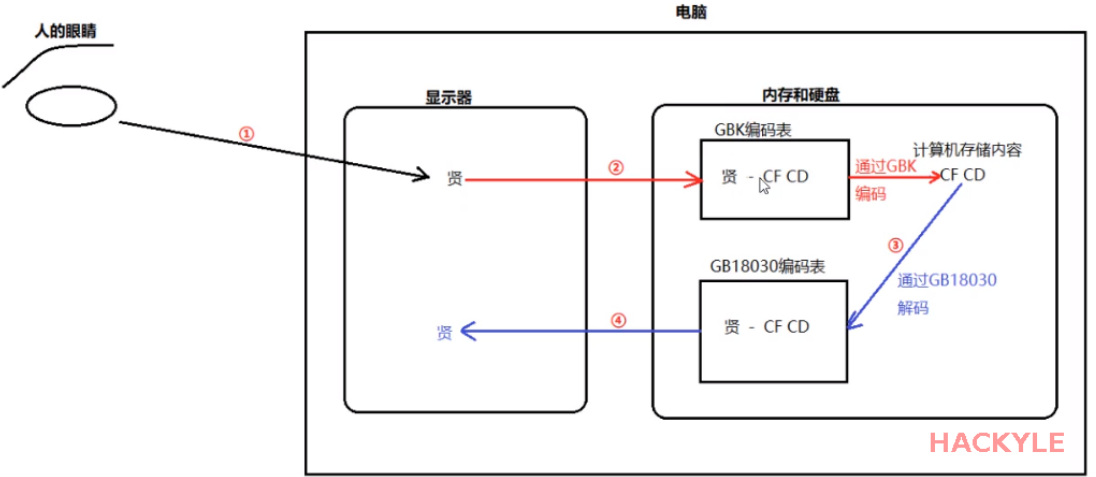 电脑
人的眼睛
显示器
内存和硬盘
GBK编码表
计算机存储内容
①
贤
②
贤 - CF CD
通过GBK
编码
CF CD
③
GB18030编码表
通过GB18030
解码
贤
④
贤 - CF CD
HACKYLE